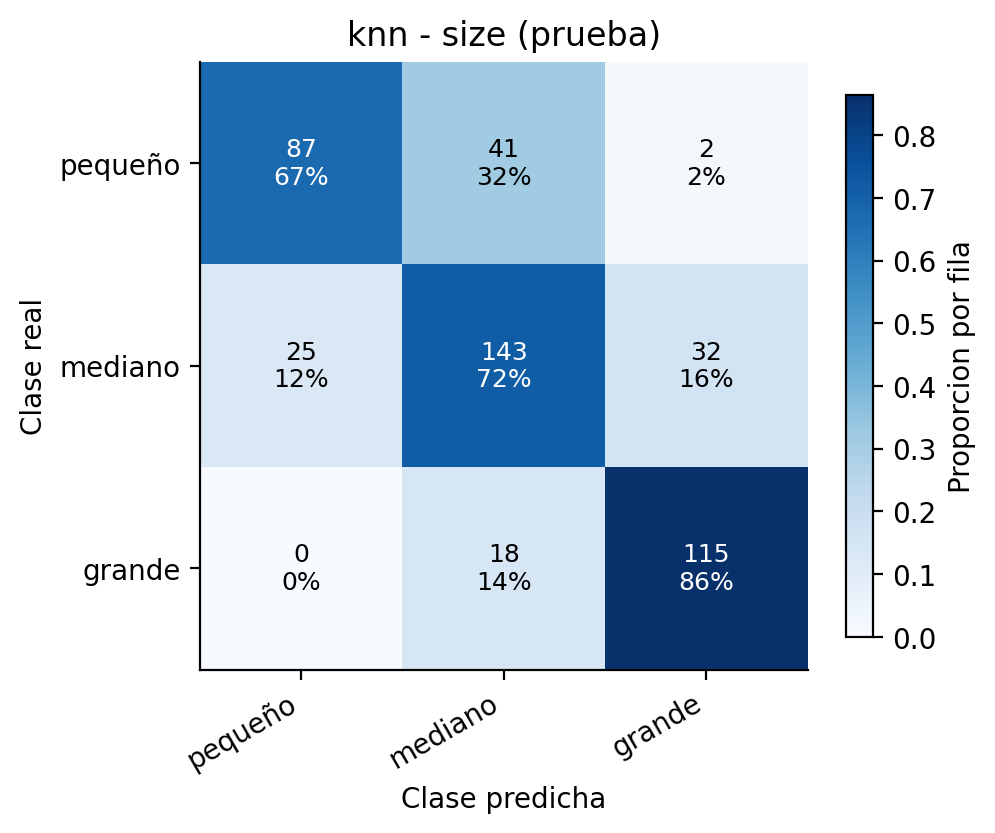 knn - size (prueba)
pequeño
87
67%
41
32%
2
2%
mediano
25
12%
143
72%
32
16%
grande
0
0%
18
14%
115
86%
pequeño
mediano
grande
Clase predicha
Clase real
0.8
0.7
0.6
0.5
0.4
0.3
0.2
0.1
0.0
Proporcion por fila